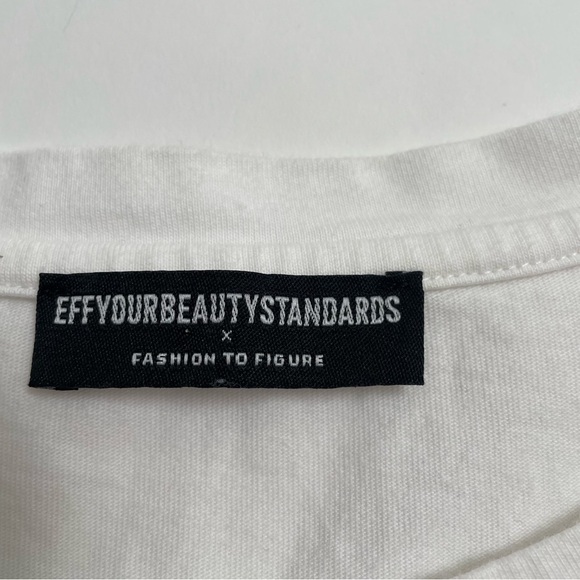 EFFYOURBEAUTYSTANDARDS
X
FASHION TO FIGURE